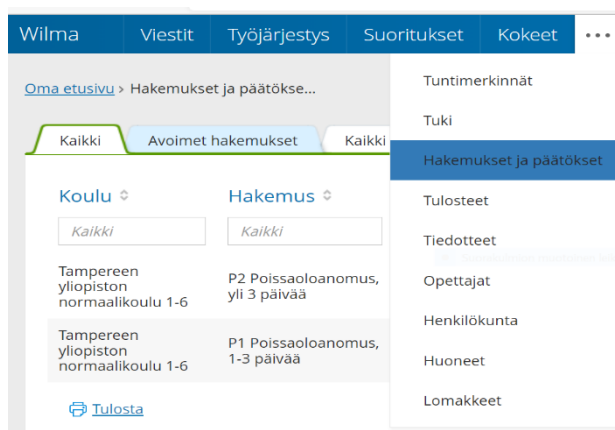 Wilma Viestit Työjärjestys Suoritukset Kokeet ...
Oma etusivu › Hakemukset ja päätökse...
Kaikki Avoimet hakemukset Kaikki
Koulu Hakemus
Kaikki Kaikki
Tampereen
yliopiston
normaalikoulu 1-6
P2 Poissaoloanomus,
yli 3 päivää
Tampereen
yliopiston
normaalikoulu 1-6
P1 Poissaoloanomus,
1-3 päivää
Tulosta
Tuntimerkinnät
Tuki
Hakemukset ja päätökset
Tulosteet
Tiedotteet
Opettajat
Henkilökunta
Huoneet
Lomakkeet